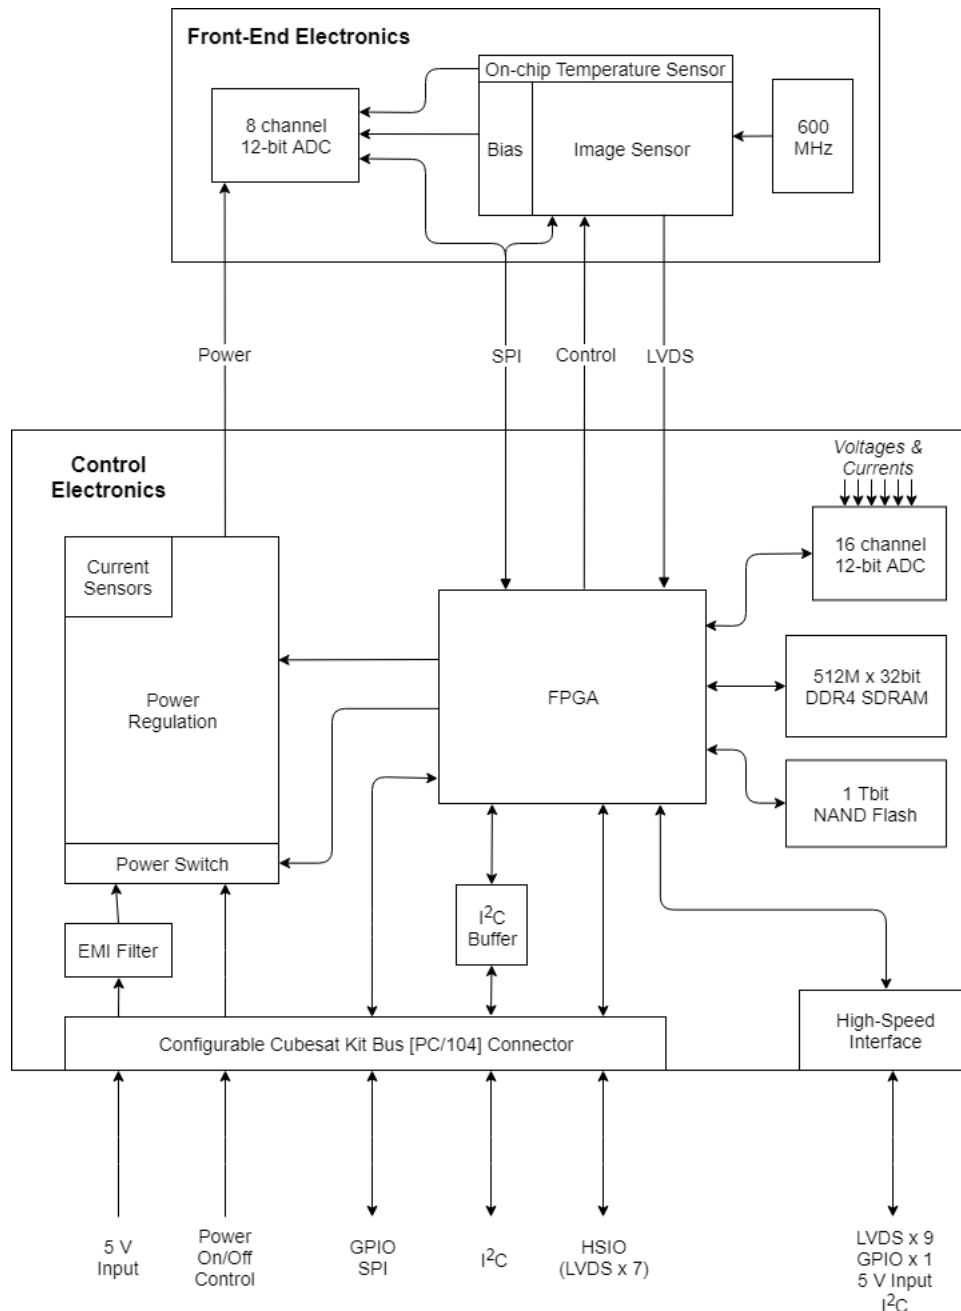 Front-End Electronics
On-chip Temperature Sensor
8 channel
12-bit ADC
Bias
Image Sensor
600
MHz
Power
SPI
Control
LVDS
Control
Electronics
Voltages &
Currents
Current
Sensors
16 channel
12-bit ADC
Power
Regulation
FPGA
512M x 32bit
DDR4 SDRAM
1 Tbit
NAND Flash
Power Switch
I²C
Buffer
EMI Filter
Configurable Cubesat Kit Bus [PC/104] Connector
High-Speed
Interface
5 V
Input
Power
On/Off
Control
GPIO
SPI
I²C
HSIO
(LVDS x 7)
LVDS x 9
GPIO x 1
5 V Input
I²C